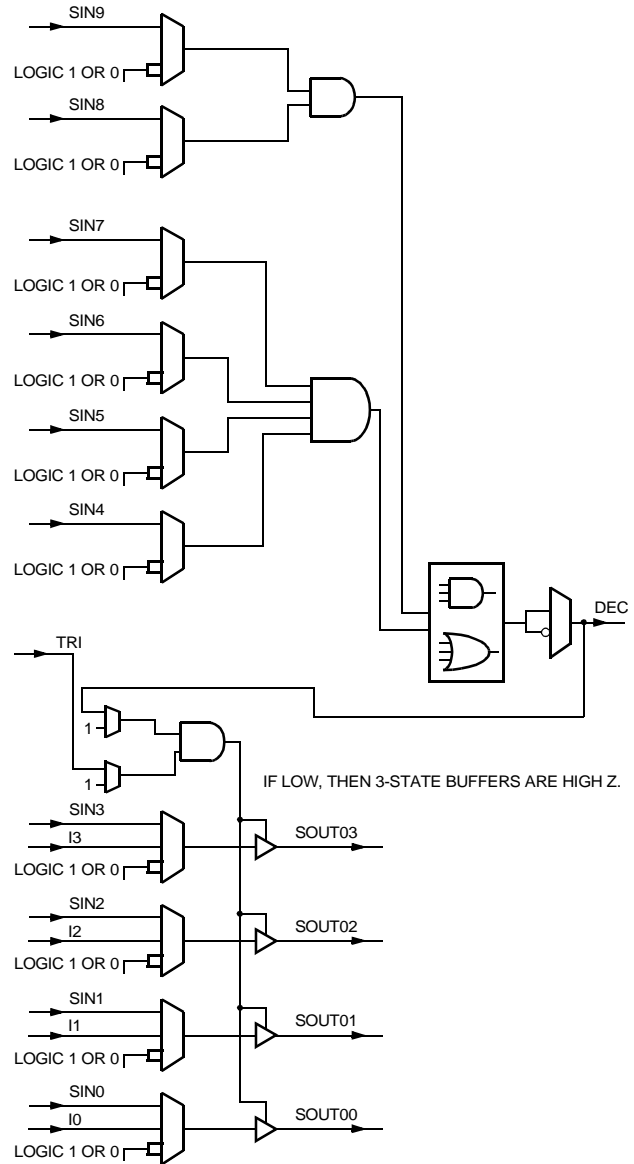 SIN9
LOGIC 1 OR 0
SIN8
LOGIC 1 OR 0
SIN7
LOGIC 1 OR 0
SIN6
LOGIC 1 OR 0
SIN5
LOGIC 1 OR 0
SIN4
LOGIC 1 OR 0
DEC
TRI
1
1
IF LOW, THEN 3-STATE BUFFERS ARE HIGH Z.
SIN3
I3
LOGIC 1 OR 0
SOUT03
SIN2
I2
LOGIC 1 OR 0
SOUT02
SIN1
I1
LOGIC 1 OR 0
SOUT01
SIN0
I0
LOGIC 1 OR 0
SOUT00